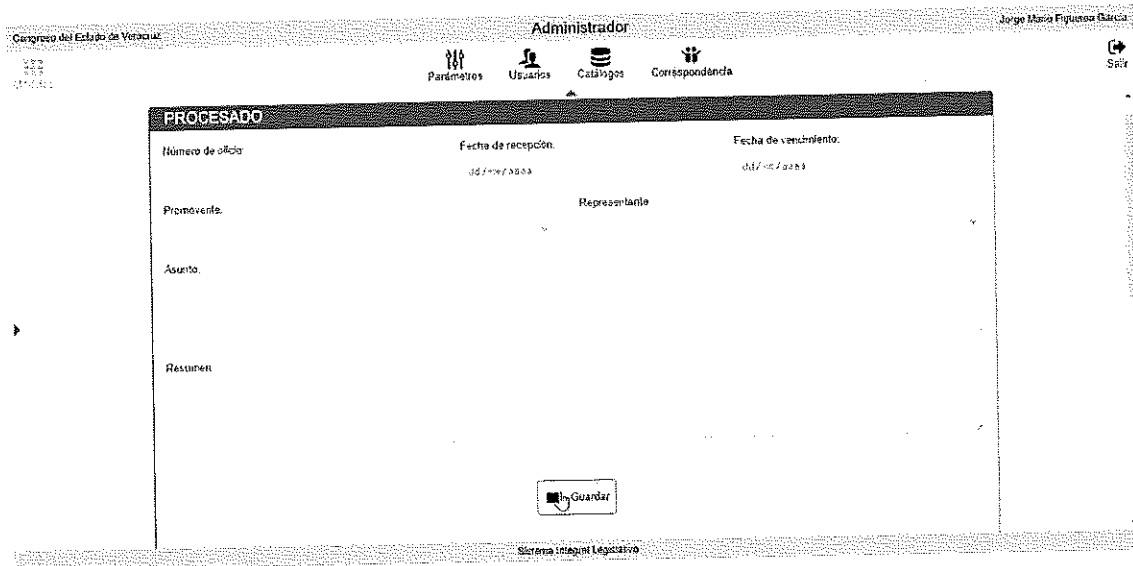 Congreso del Estado de Veracruz
Administrador
Jorge Mario Figueroa García
Parámetros
Usuarios
Catálogos
Correspondencia
Salir
PROCESADO
Número de oficio:
Fecha de recepción:
Fecha de vencimiento:
dd/mm/aaaa
dd/mm/aaaa
Promovente:
Representante
Asunto:
Resumen
Guardar
Sistema Integral Legislativo